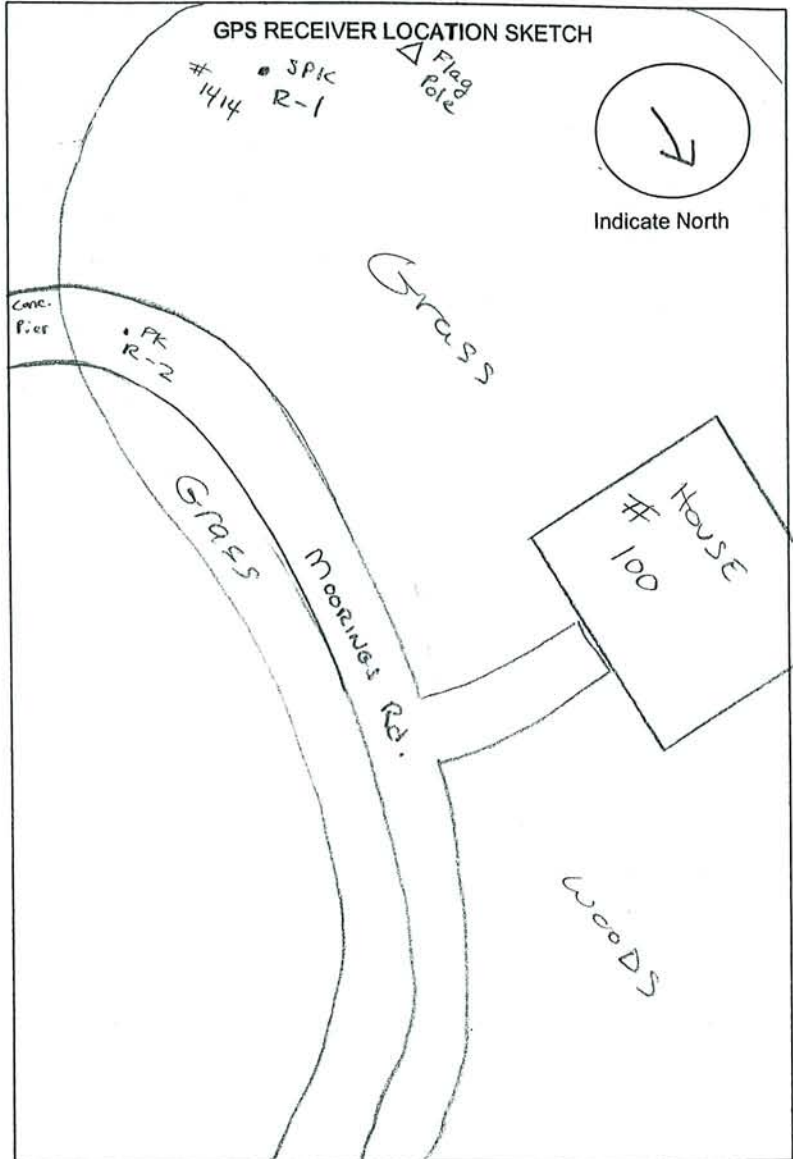 GPS RECEIVER LOCATION SKETCH
# 1414
SPK
R-1
Flag
Pole
Indicate North
Conc.
Pier
PK
R-2
Grass
Grass
MOORINGS Rd.
HOUSE
#
100
WOODS